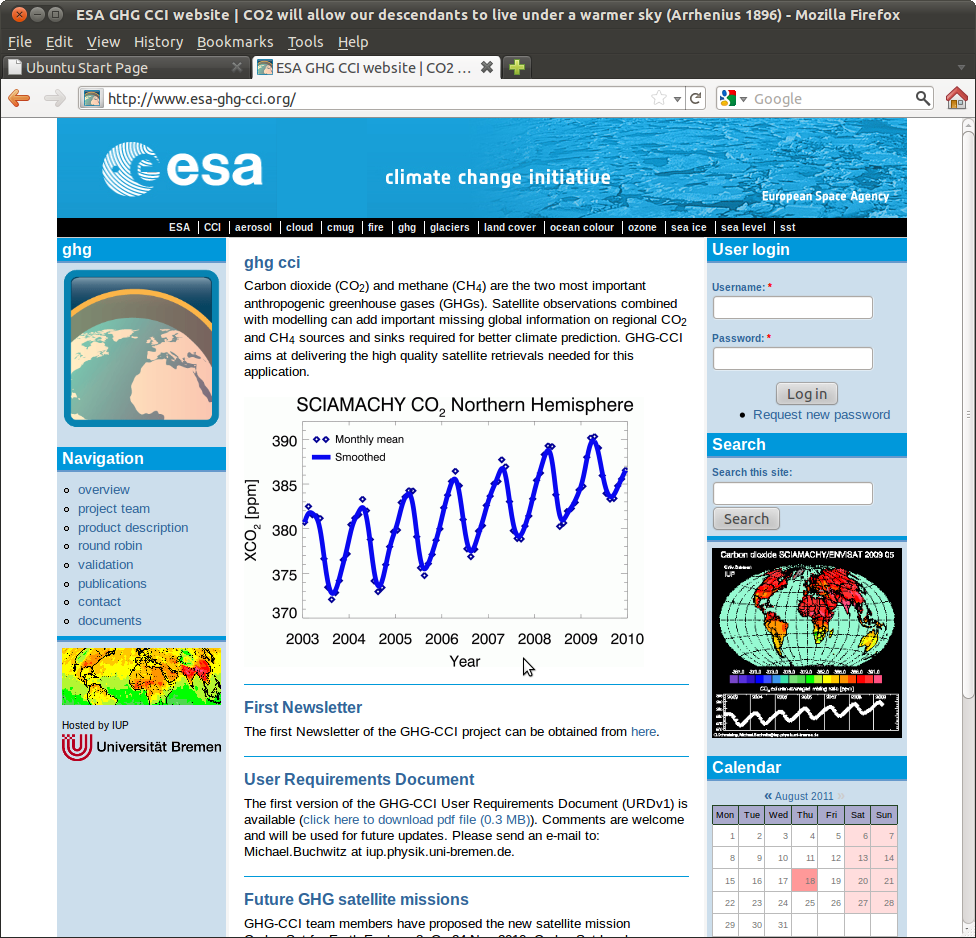 ESA GHG CCI website | CO2 will allow our descendants to live under a warmer sky (Arrhenius 1896) - Mozilla Firefox
File Edit View History Bookmarks Tools Help
Ubuntu Start Page
ESA GHG CCI website | CO2 ...
http://www.esa-ghg-cci.org/
Google
esa
climate change initiative
European Space Agency
ESA | CCI | aerosol | cloud | cmug | fire | ghg | glaciers | land cover | ocean colour | ozone | sea ice | sea level | sst
ghg
Navigation
overview
project team
product description
round robin
validation
publications
contact
documents
Hosted by IUP
Universität Bremen
ghg cci
Carbon dioxide (CO2) and methane (CH4) are the two most important
anthropogenic greenhouse gases (GHGs). Satellite observations combined
with modelling can add important missing global information on regional CO2
and CH4 sources and sinks required for better climate prediction. GHG-CCI
aims at delivering the high quality satellite retrievals needed for this
application.
SCIAMACHY CO2 Northern Hemisphere
Monthly mean
Smoothed
XCO2 [ppm]
390
385
380
375
370
2003 2004 2005 2006 2007 2008 2009 2010
Year
First Newsletter
The first Newsletter of the GHG-CCI project can be obtained from here.
User Requirements Document
The first version of the GHG-CCI User Requirements Document (URDv1) is
available (click here to download pdf file (0.3 MB)). Comments are welcome
and will be used for future updates. Please send an e-mail to:
Michael.Buchwitz at iup.physik.uni-bremen.de.
Future GHG satellite missions
GHG-CCI team members have proposed the new satellite mission
User login
Username: *
Password: *
Log in
Request new password
Search
Search this site:
Search
Carbon dioxide SCIAMACHY/ENVISAT 2009 05
IUP
CO2 column-averaged mixing ratio [ppm]
Calendar
« August 2011 »
Mon Tue Wed Thu Fri Sat Sun
1 2 3 4 5 6 7
8 9 10 11 12 13 14
15 16 17 18 19 20 21
22 23 24 25 26 27 28
29 30 31